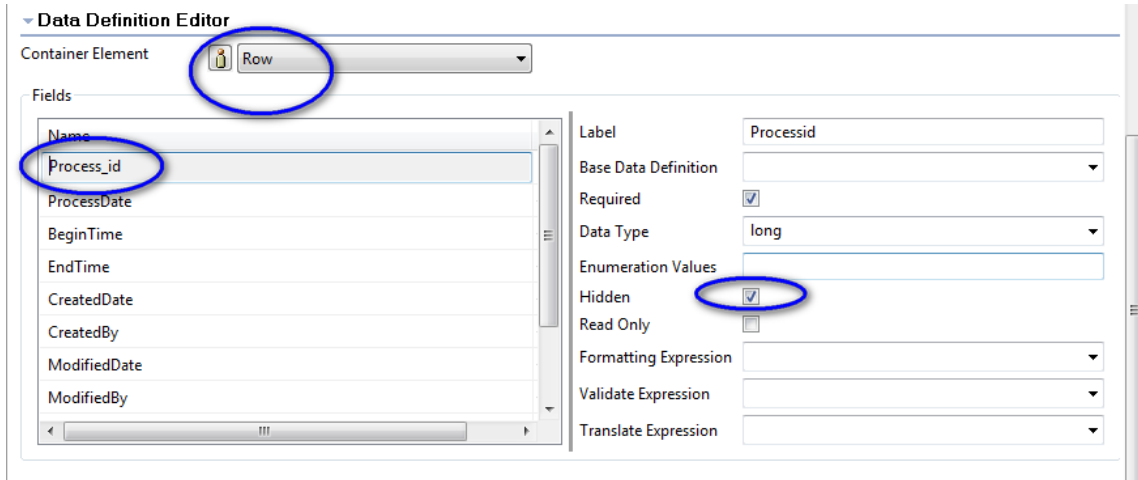 Data Definition Editor
Container Element
Row
Fields
Name
Process_id
ProcessDate
BeginTime
EndTime
CreatedDate
CreatedBy
ModifiedDate
ModifiedBy
Label Processid
Base Data Definition
Required
Data Type long
Enumeration Values
Hidden
Read Only
Formatting Expression
Validate Expression
Translate Expression